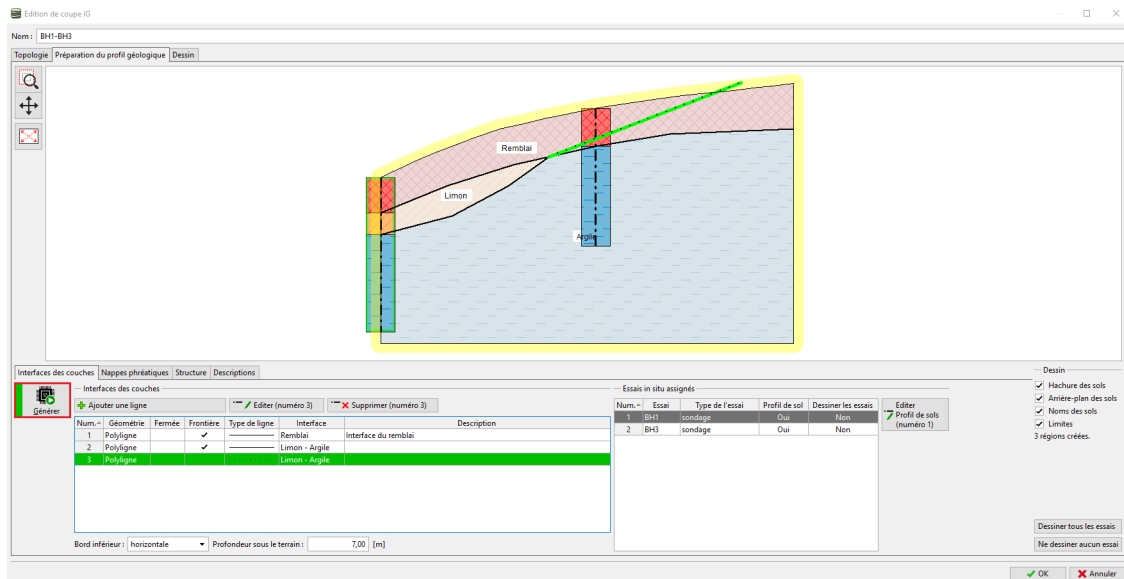 Edition de coupe IG
Nom : BH1-BH3
Topologie Préparation du profil géologique Dessin
Remblai
Limon
Argile
Interfaces des couches Nappes phréatiques Structure Descriptions
Générer
Interfaces des couches
Ajouter une ligne Editer (numéro 3) Supprimer (numéro 3)
Num. Géométrie Fermée Frontière Type de ligne Interface Description
1 Polyligne Remblai Interface du remblai
2 Polyligne Limon - Argile
3 Polyligne Limon - Argile
Bord inférieur : horizontale Profondeur sous le terrain : 7,00 [m]
Essais in situ assignés
Num. Essai Type de l'essai Profil de sol Dessiner les essais
1 BH1 sondage Oui Non
2 BH3 sondage Oui Non
Editer
Profil de sols
(numéro 1)
Dessin
Hachure des sols
Arrière-plan des sols
Noms des sols
Limites
3 régions créées.
Dessiner tous les essais
Ne dessiner aucun essai
OK Annuler